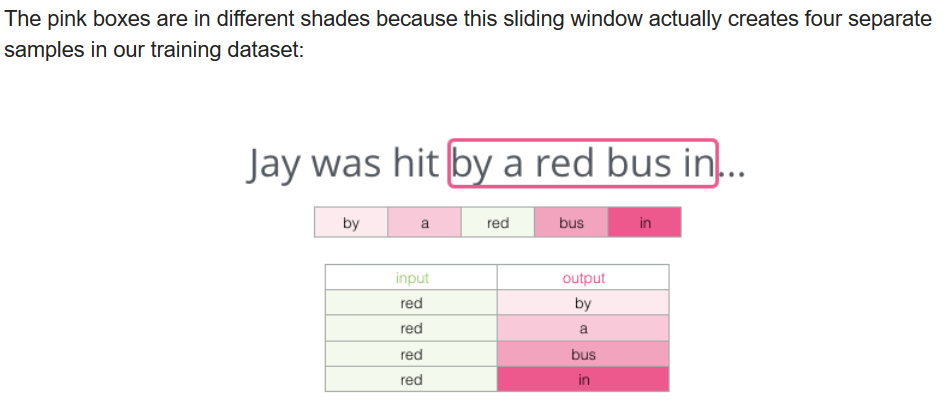 The pink boxes are in different shades because this sliding window actually creates four separate
samples in our training dataset:
Jay was hit by a red bus in...
by a red bus in
input output
red by
red a
red bus
red in